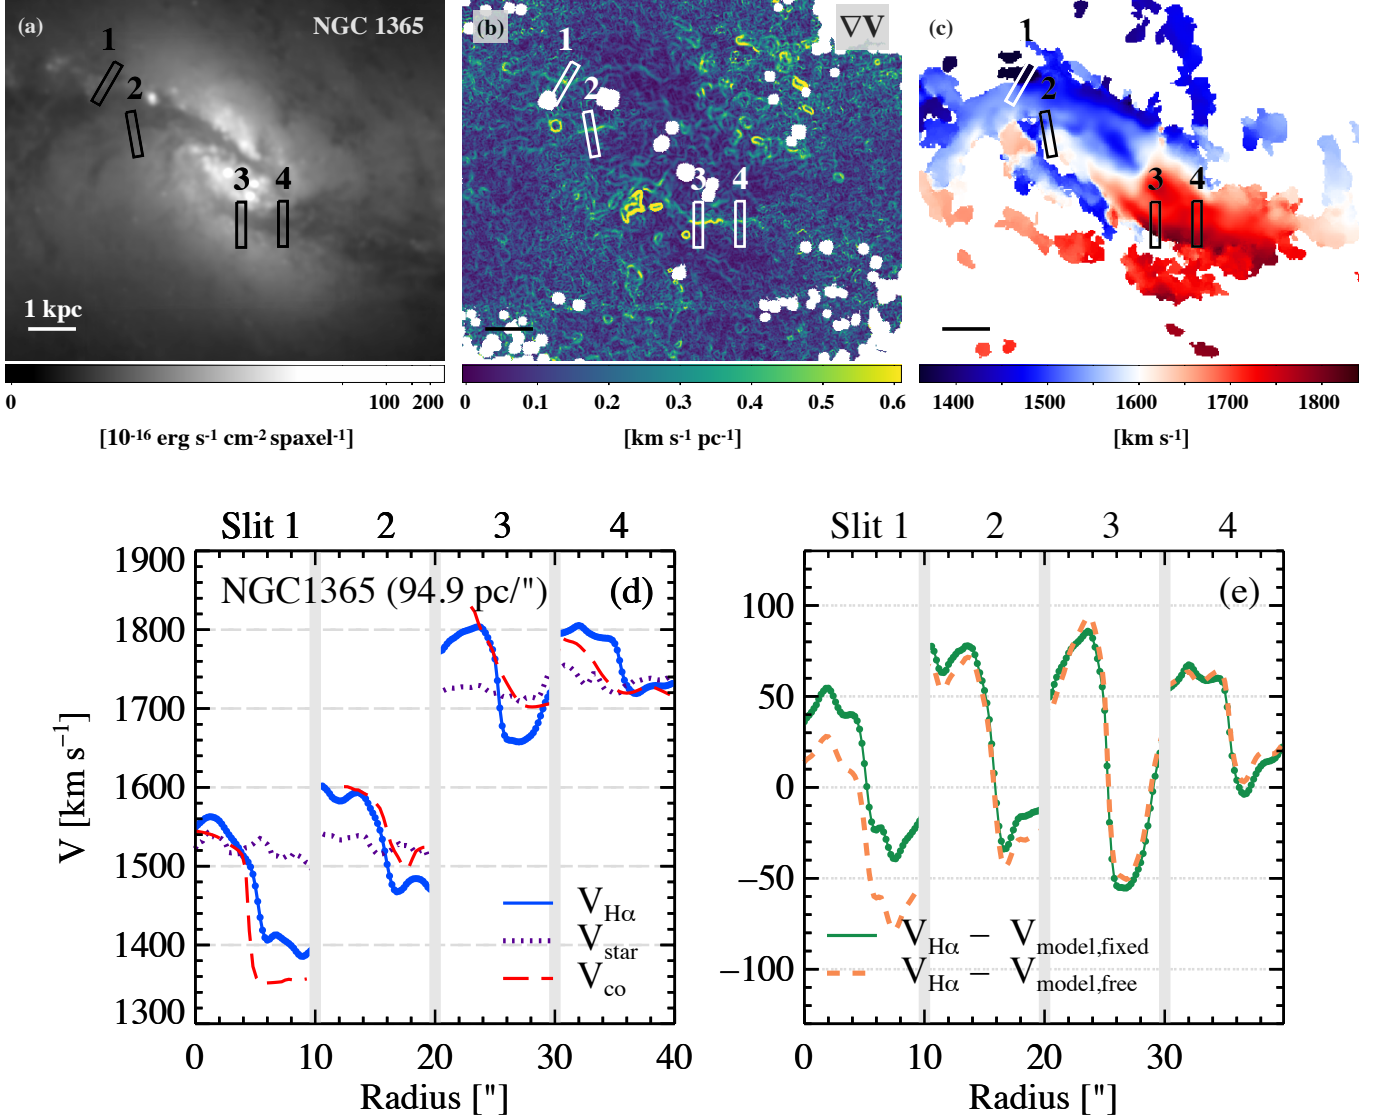 (a)
NGC 1365
1
2
3
4
1 kpc
0
100
200
[10-16 erg s-1 cm-2 spaxel-1]
(b)
∇V
1
2
3
4
0
0.1
0.2
0.3
0.4
0.5
0.6
[km s-1 pc-1]
(c)
1
2
3
4
1400
1500
1600
1700
1800
[km s-1]
Slit 1
2
3
4
NGC1365 (94.9 pc/")
(d)
1900
1800
1700
1600
1500
1400
1300
V [km s−1]
VHα
Vstar
Vco
0
10
20
30
40
Radius ["]
Slit 1
2
3
4
(e)
100
50
0
−50
−100
VHα − Vmodel,fixed
VHα − Vmodel,free
0
10
20
30
Radius ["]